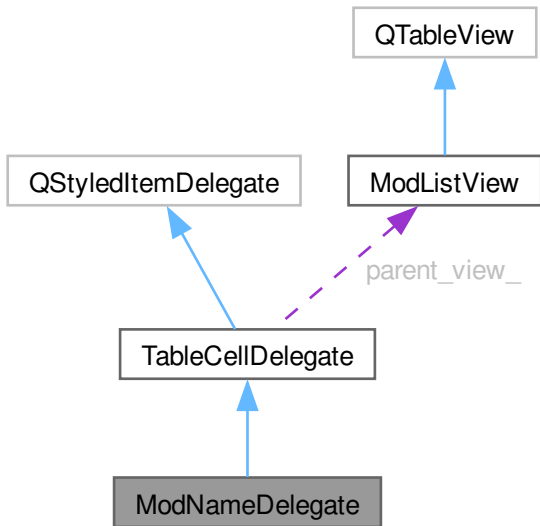 QTableView
QStyledItemDelegate
ModListView
parent_view_
TableCellDelegate
ModNameDelegate